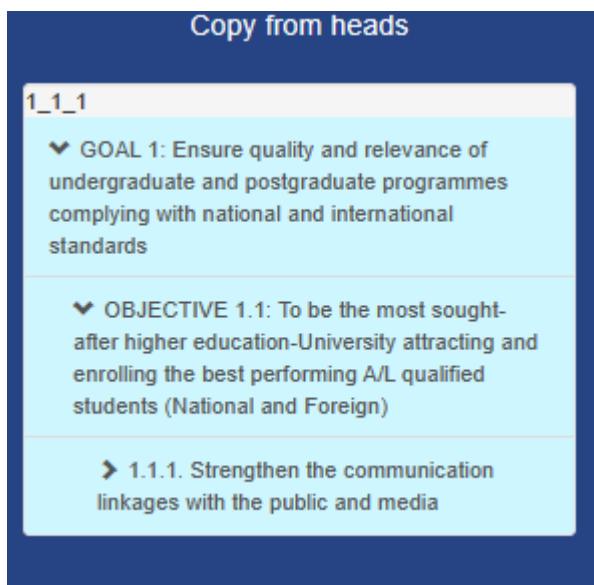 Copy from heads
1_1_1
GOAL 1: Ensure quality and relevance of
undergraduate and postgraduate programmes
complying with national and international
standards
OBJECTIVE 1.1: To be the most sought-
after higher education-University attracting and
enrolling the best performing A/L qualified
students (National and Foreign)
1.1.1. Strengthen the communication
linkages with the public and media